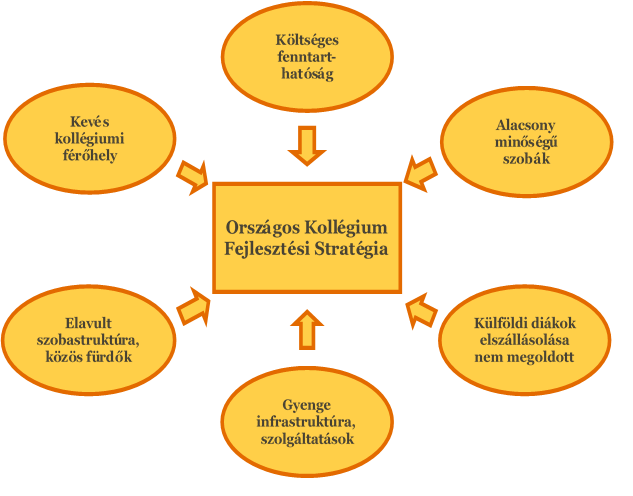 Költséges
fenntart-
hatóság
Kevés
kollégiumi
férőhely
Alacsony
minőségű
szobák
Országos Kollégium
Fejlesztési Stratégia
Elavult
szobastruktúra,
közös fürdők
Külföldi diákok
elszállásolása
nem megoldott
Gyenge
infrastruktúra,
szolgáltatások